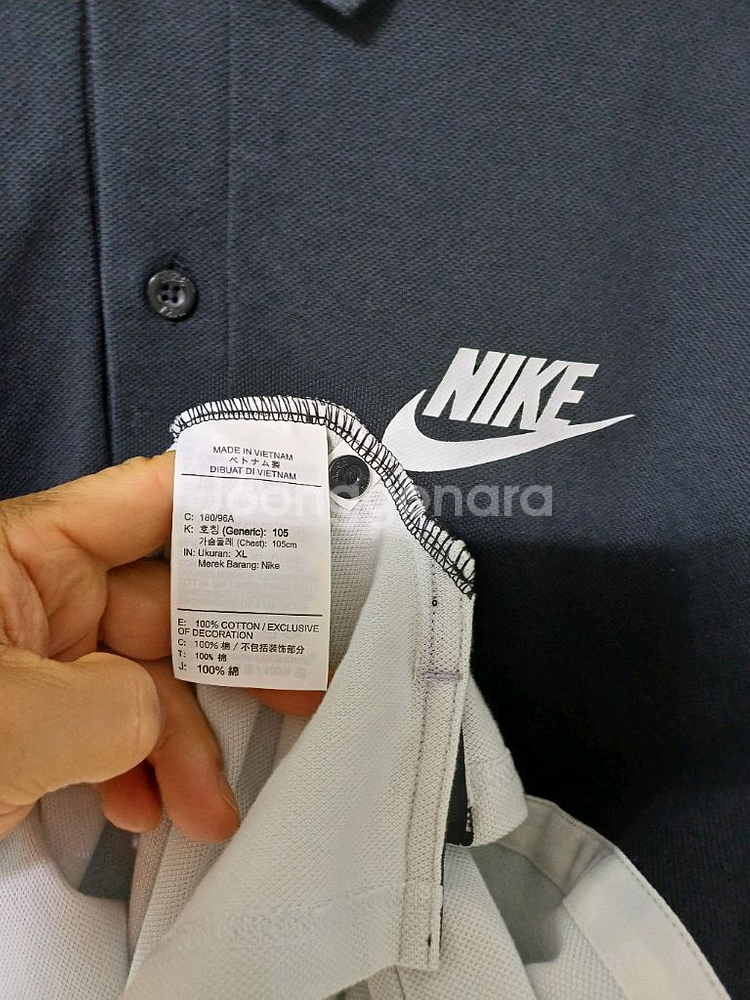 NIKE
MADE IN VIETNAM
ベトナム製
DIBUAT DI VIETNAM
C: 180/96A
K: 호칭 (Generic): 105
가슴둘레 (Chest): 105cm
IN: Ukuran: XL
Merek Barang: Nike
E: 100% COTTON / EXCLUSIVE
OF DECORATION
C: 100% 棉 / 不包括装饰部分
T: 100% 棉
J: 100% 綿
Joonggonara